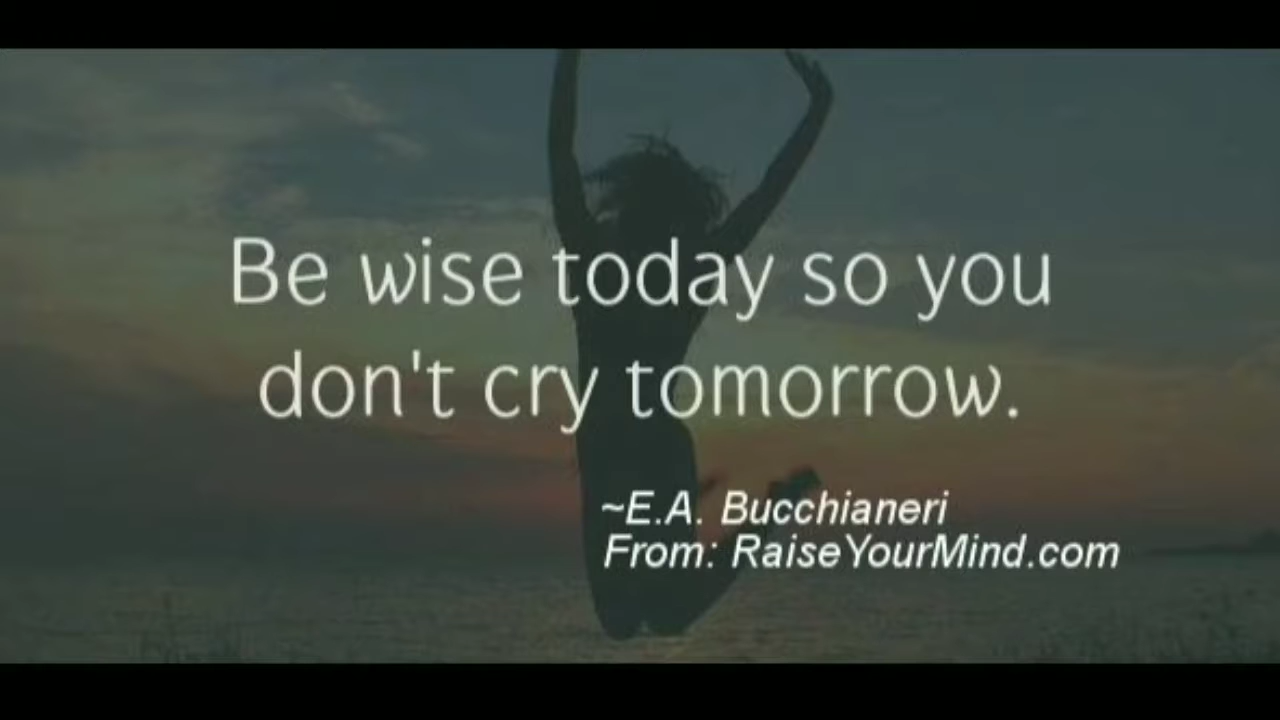 Be wise today so you
don't cry tomorrow.
~E.A. Bucchianeri
From: RaiseYourMind.com